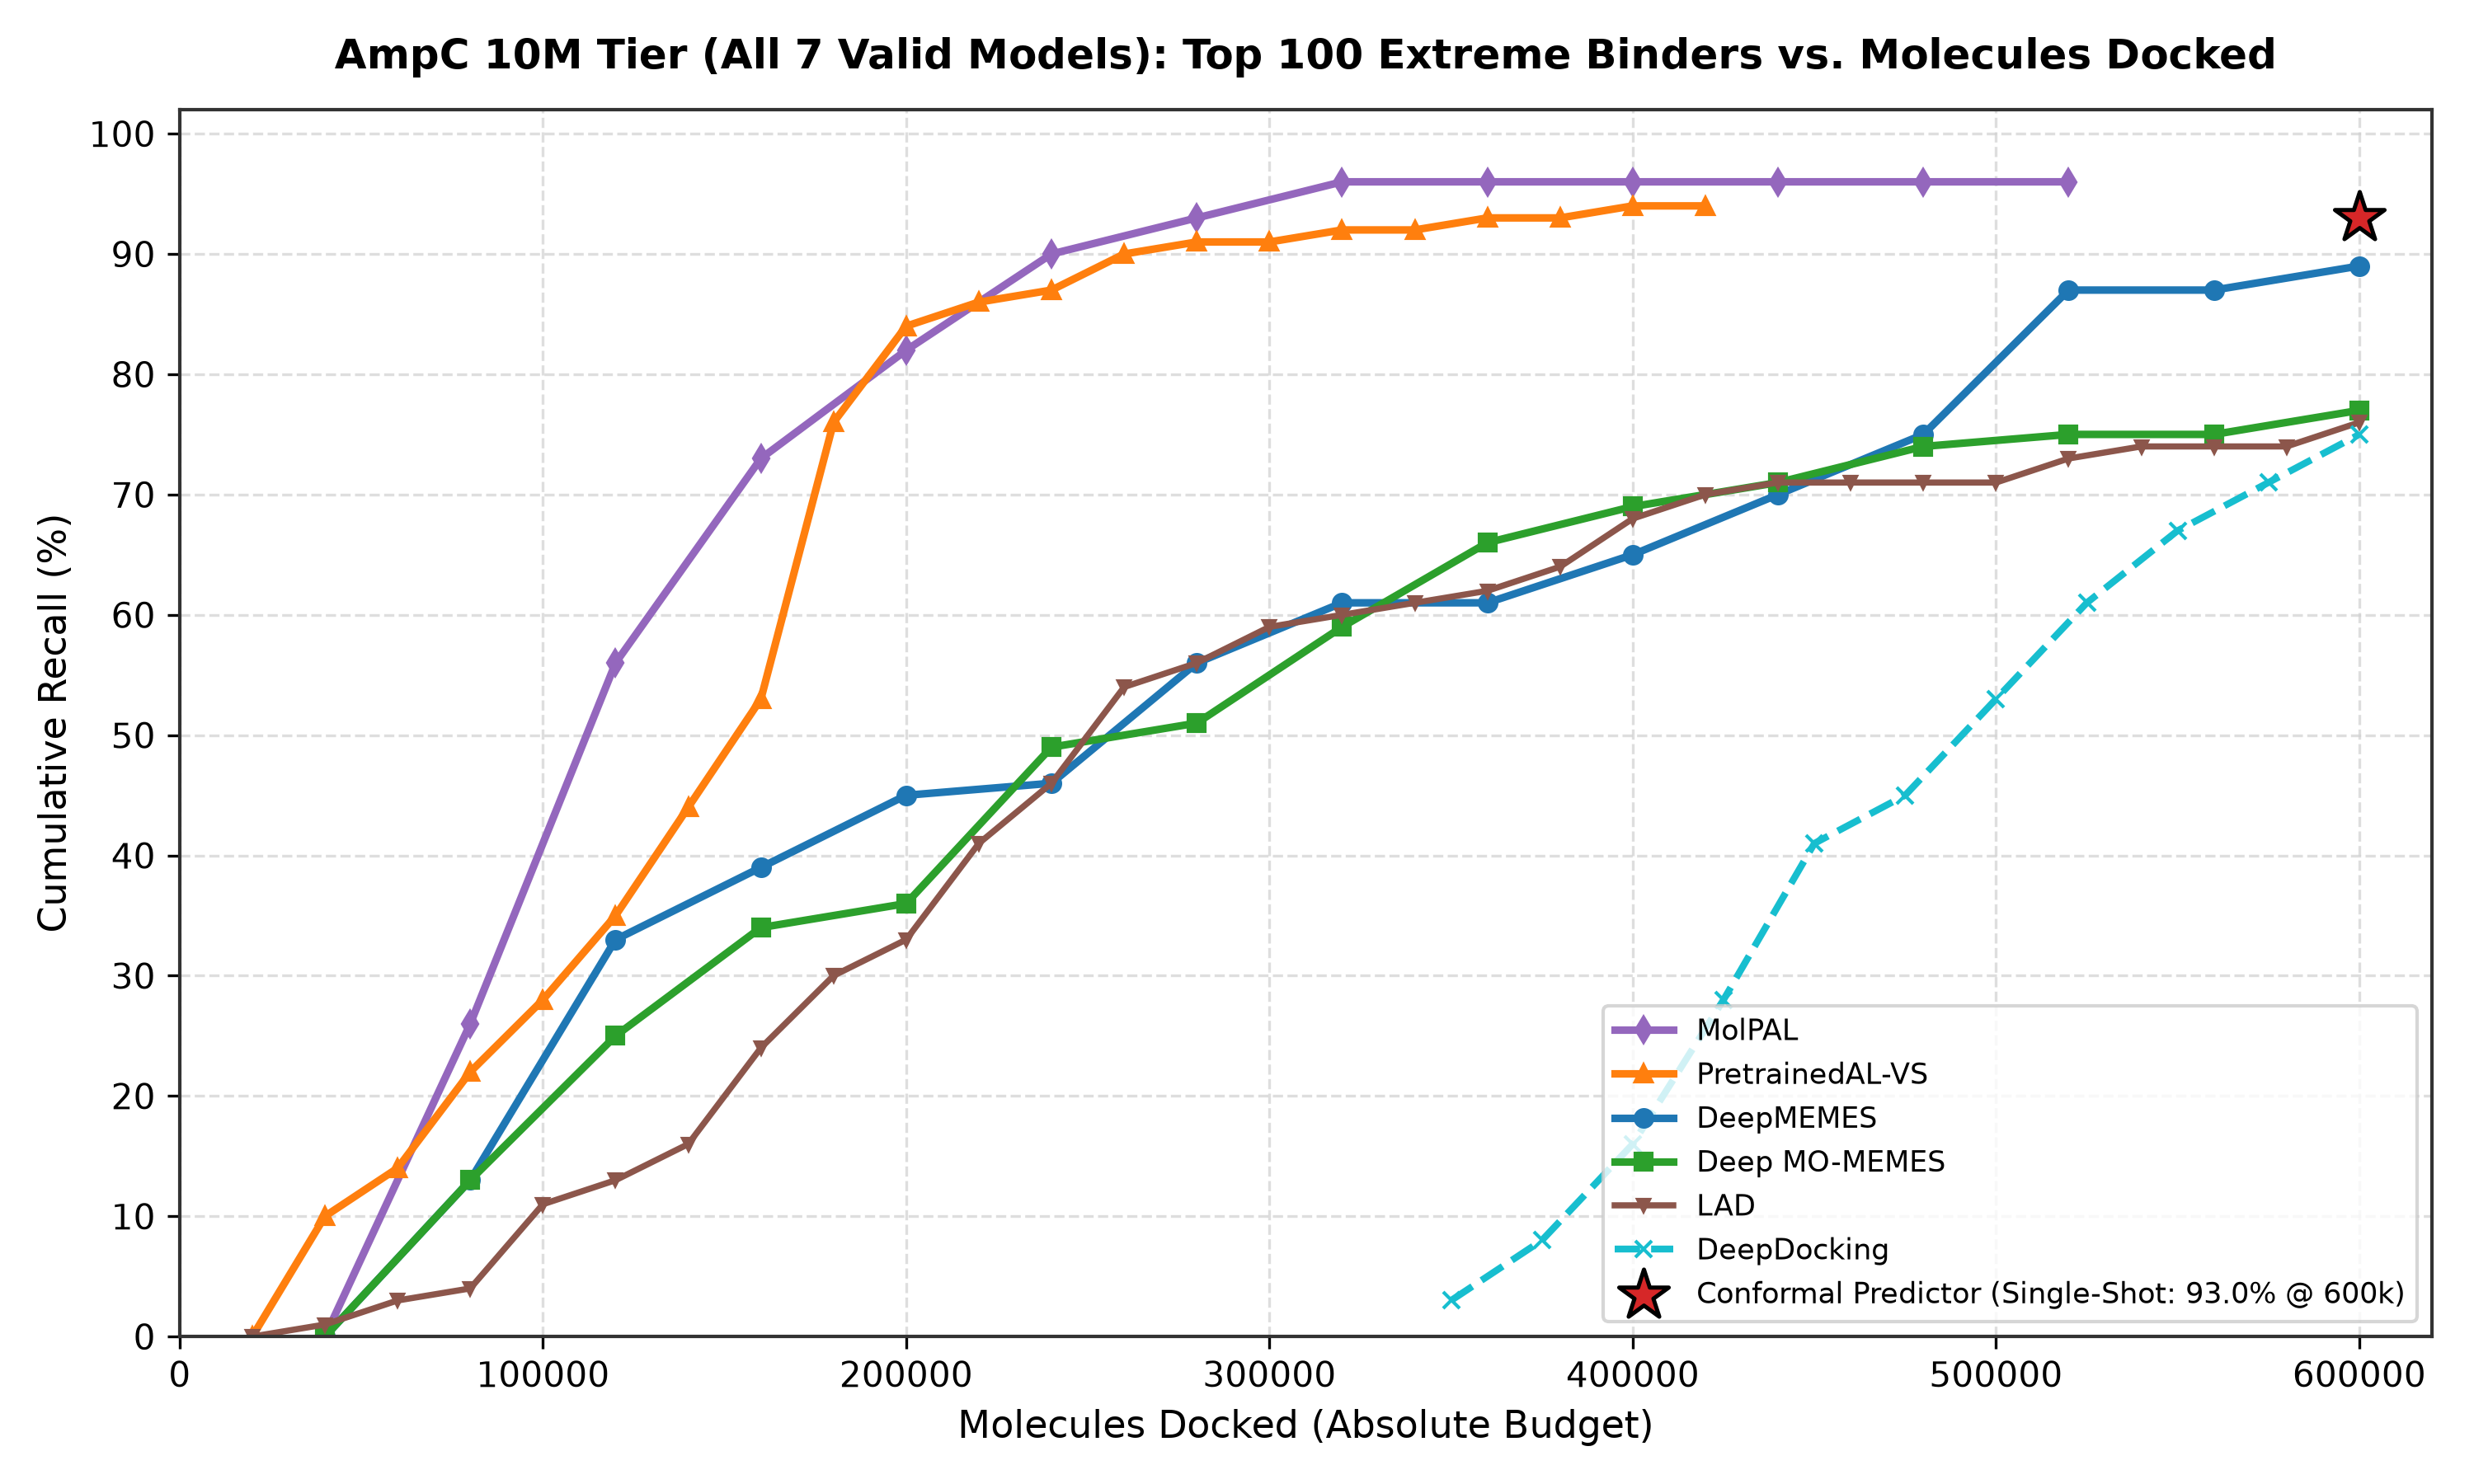 AmpC 10M Tier (All 7 Valid Models): Top 100 Extreme Binders vs. Molecules Docked
Cumulative Recall (%)
100
90
80
70
60
50
40
30
20
10
0
0 100000 200000 300000 400000 500000 600000
Molecules Docked (Absolute Budget)
MolPAL
PretrainedAL-VS
DeepMEMES
Deep MO-MEMES
LAD
DeepDocking
Conformal Predictor (Single-Shot: 93.0% @ 600k)